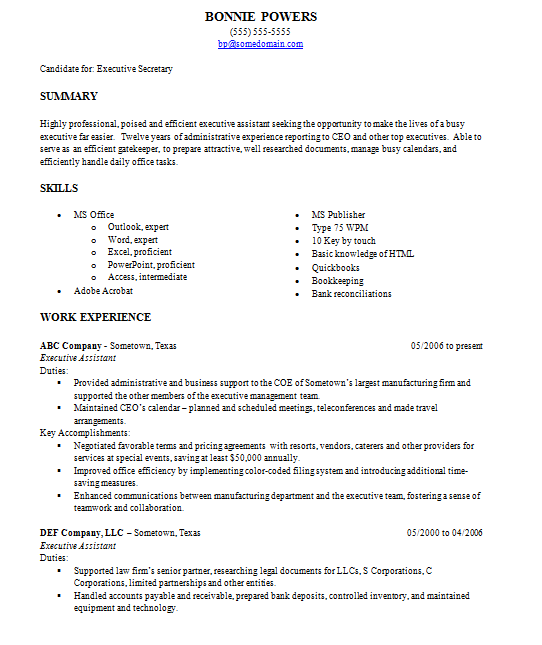 BONNIE POWERS
(555) 555-5555
bp@somedomain.com
Candidate for: Executive Secretary
SUMMARY
Highly professional, poised and efficient executive assistant seeking the opportunity to make the lives of a busy
executive far easier. Twelve years of administrative experience reporting to CEO and other top executives. Able to
serve as an efficient gatekeeper, to prepare attractive, well researched documents, manage busy calendars, and
efficiently handle daily office tasks.
SKILLS
• MS Office
o Outlook, expert
o Word, expert
o Excel, proficient
o PowerPoint, proficient
o Access, intermediate
• Adobe Acrobat
• MS Publisher
• Type 75 WPM
• 10 Key by touch
• Basic knowledge of HTML
• Quickbooks
• Bookkeeping
• Bank reconciliations
WORK EXPERIENCE
ABC Company - Sometown, Texas 05/2006 to present
Executive Assistant
Duties:
▪ Provided administrative and business support to the COE of Sometown's largest manufacturing firm and
supported the other members of the executive management team.
▪ Maintained CEO's calendar – planned and scheduled meetings, teleconferences and made travel
arrangements.
Key Accomplishments:
▪ Negotiated favorable terms and pricing agreements with resorts, vendors, caterers and other providers for
services at special events, saving at least $50,000 annually.
▪ Improved office efficiency by implementing color-coded filing system and introducing additional time-
saving measures.
▪ Enhanced communications between manufacturing department and the executive team, fostering a sense of
teamwork and collaboration.
DEF Company, LLC – Sometown, Texas 05/2000 to 04/2006
Executive Assistant
Duties:
▪ Supported law firm's senior partner, researching legal documents for LLCs, S Corporations, C
Corporations, limited partnerships and other entities.
▪ Handled accounts payable and receivable, prepared bank deposits, controlled inventory, and maintained
equipment and technology.